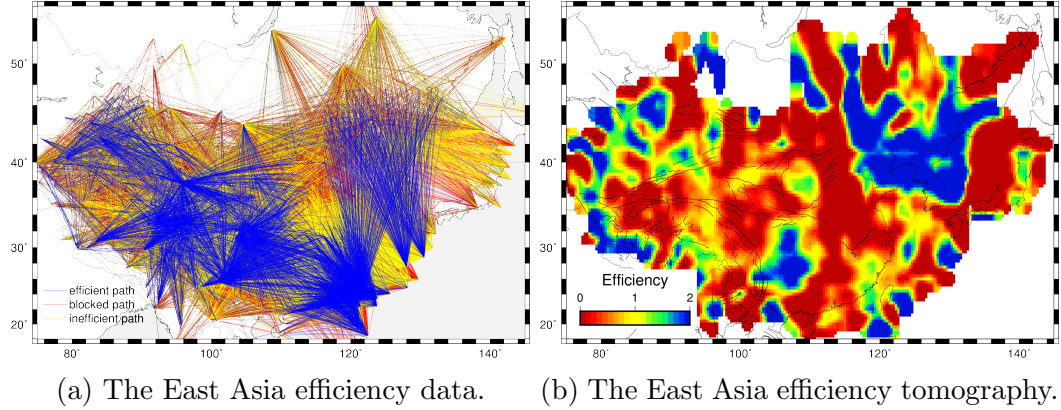 50˚
40˚
30˚
20˚
80˚
100˚
120˚
140˚
efficient path
blocked path
inefficient path
50˚
40˚
30˚
20˚
80˚
100˚
120˚
140˚
Efficiency
0 1 2
(a) The East Asia efficiency data.
(b) The East Asia efficiency tomography.